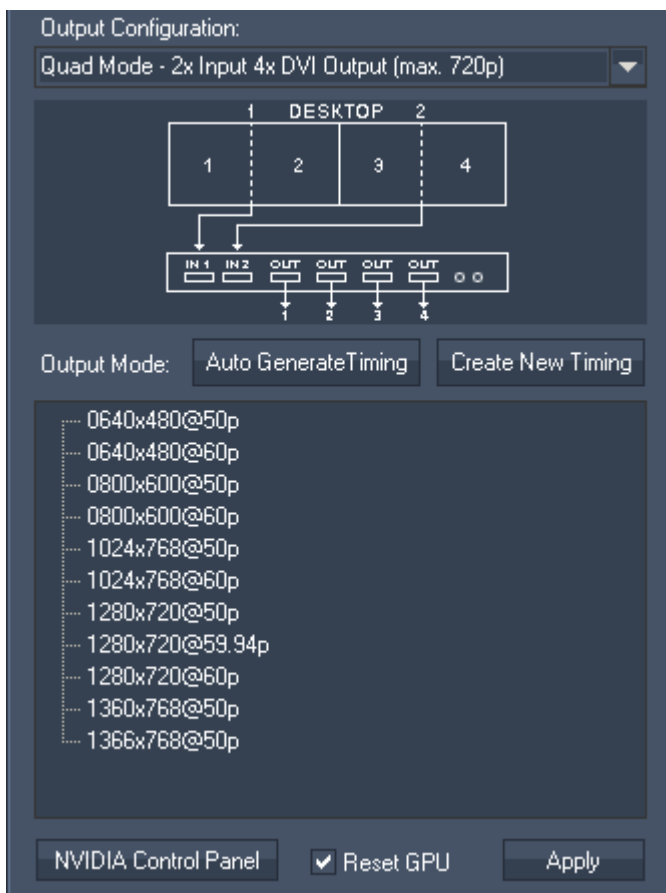 Output Configuration:
Quad Mode - 2x Input 4x DVI Output (max. 720p)
1 DESKTOP 2
1 2 3 4
IN 1 IN 2 OUT OUT OUT OUT
1 2 3 4
Output Mode: Auto GenerateTiming Create New Timing
0640x480@50p
0640x480@60p
0800x600@50p
0800x600@60p
1024x768@50p
1024x768@60p
1280x720@50p
1280x720@59.94p
1280x720@60p
1360x768@50p
1366x768@50p
NVIDIA Control Panel Reset GPU Apply